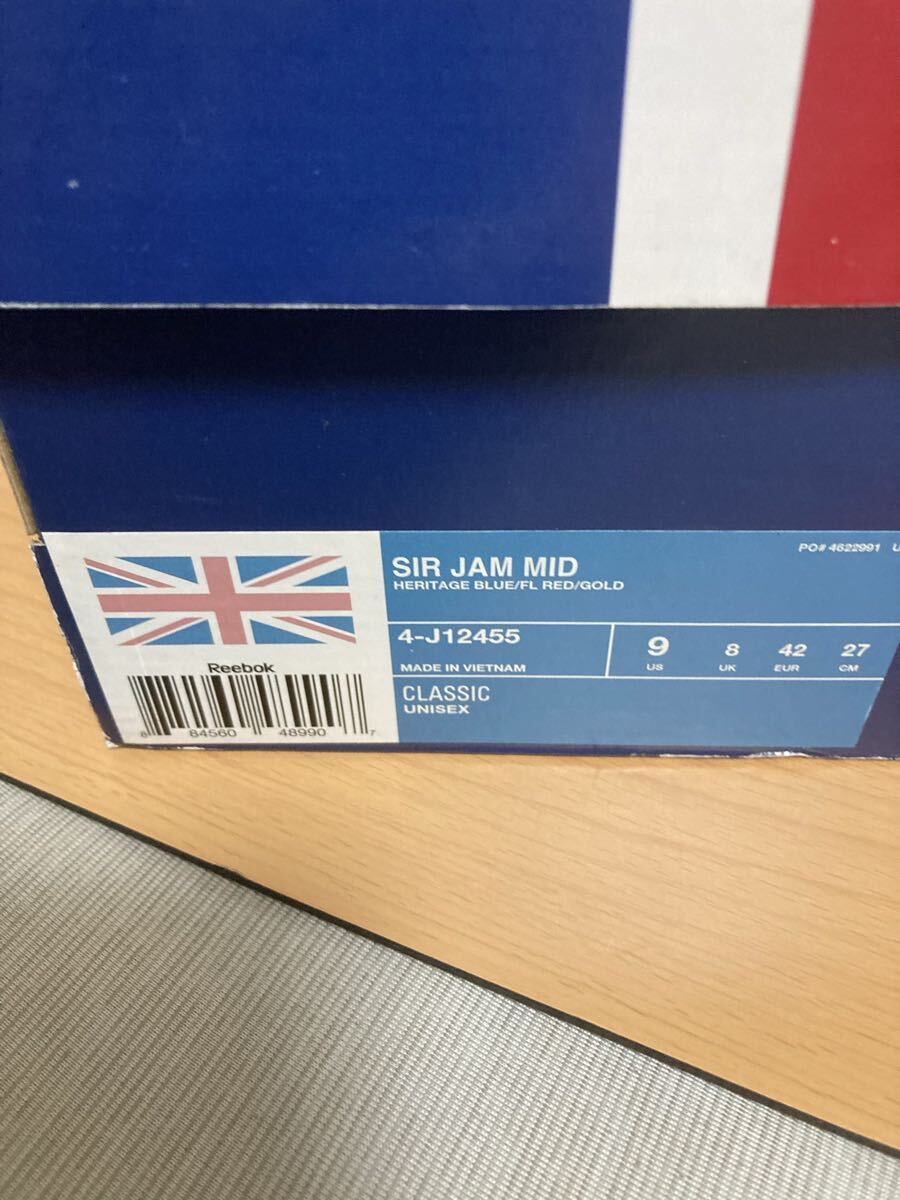 PO# 4622991 U
SIR JAM MID
HERITAGE BLUE/FL RED/GOLD
4-J12455
MADE IN VIETNAM
9 8 42 27
US UK EUR CM
CLASSIC
UNISEX
Reebok
8 84560 48990 7